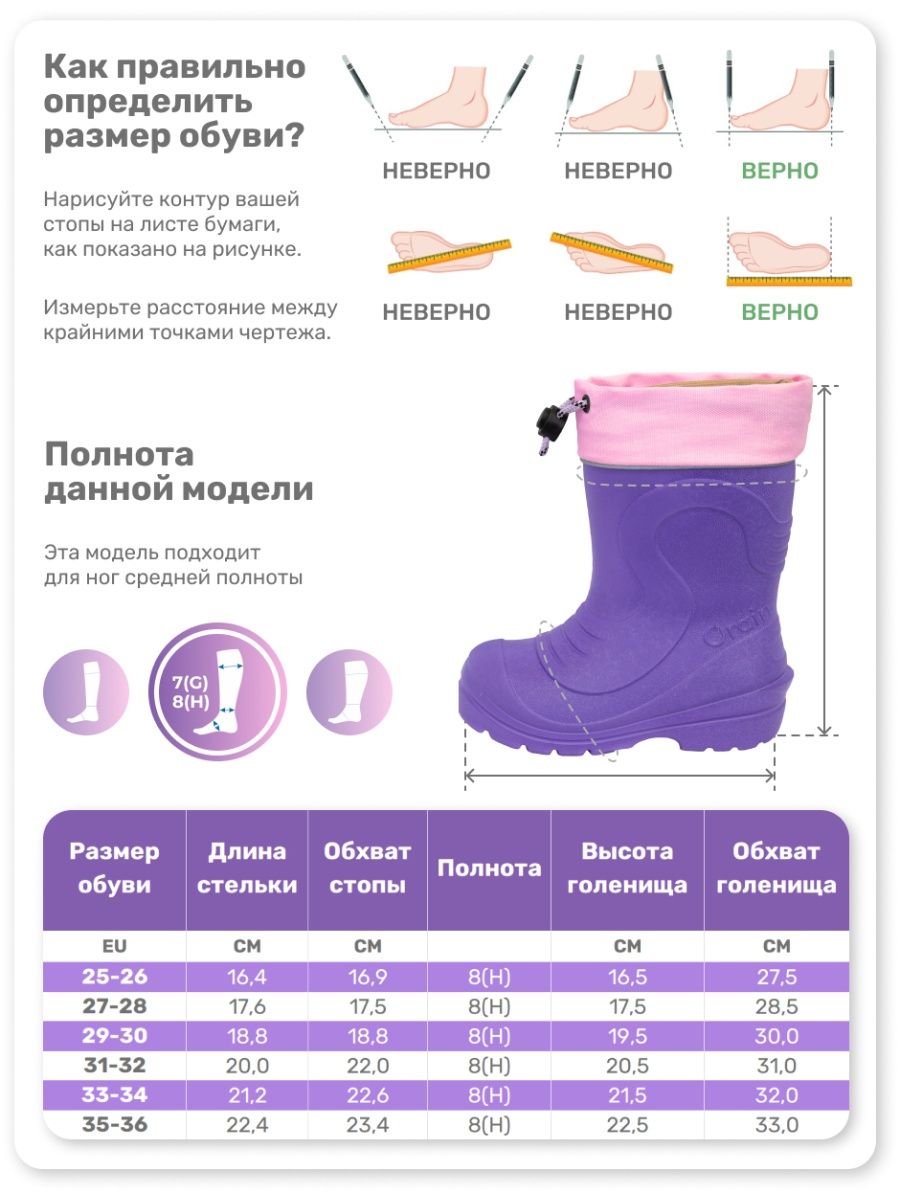 Как правильно
определить
размер обуви?
Нарисуйте контур вашей
стопы на листе бумаги,
как показано на рисунке.
Измерьте расстояние между
крайними точками чертежа.
НЕВЕРНО НЕВЕРНО ВЕРНО
НЕВЕРНО НЕВЕРНО ВЕРНО
Полнота
данной модели
Эта модель подходит
для ног средней полноты
7(G)
8(H)
Размер обуви Длина стельки Обхват стопы Полнота Высота голенища Обхват голенища
EU СМ СМ СМ СМ
25-26 16,4 16,9 8(H) 16,5 27,5
27-28 17,6 17,5 8(H) 17,5 28,5
29-30 18,8 18,8 8(H) 19,5 30,0
31-32 20,0 22,0 8(H) 20,5 31,0
33-34 21,2 22,6 8(H) 21,5 32,0
35-36 22,4 23,4 8(H) 22,5 33,0